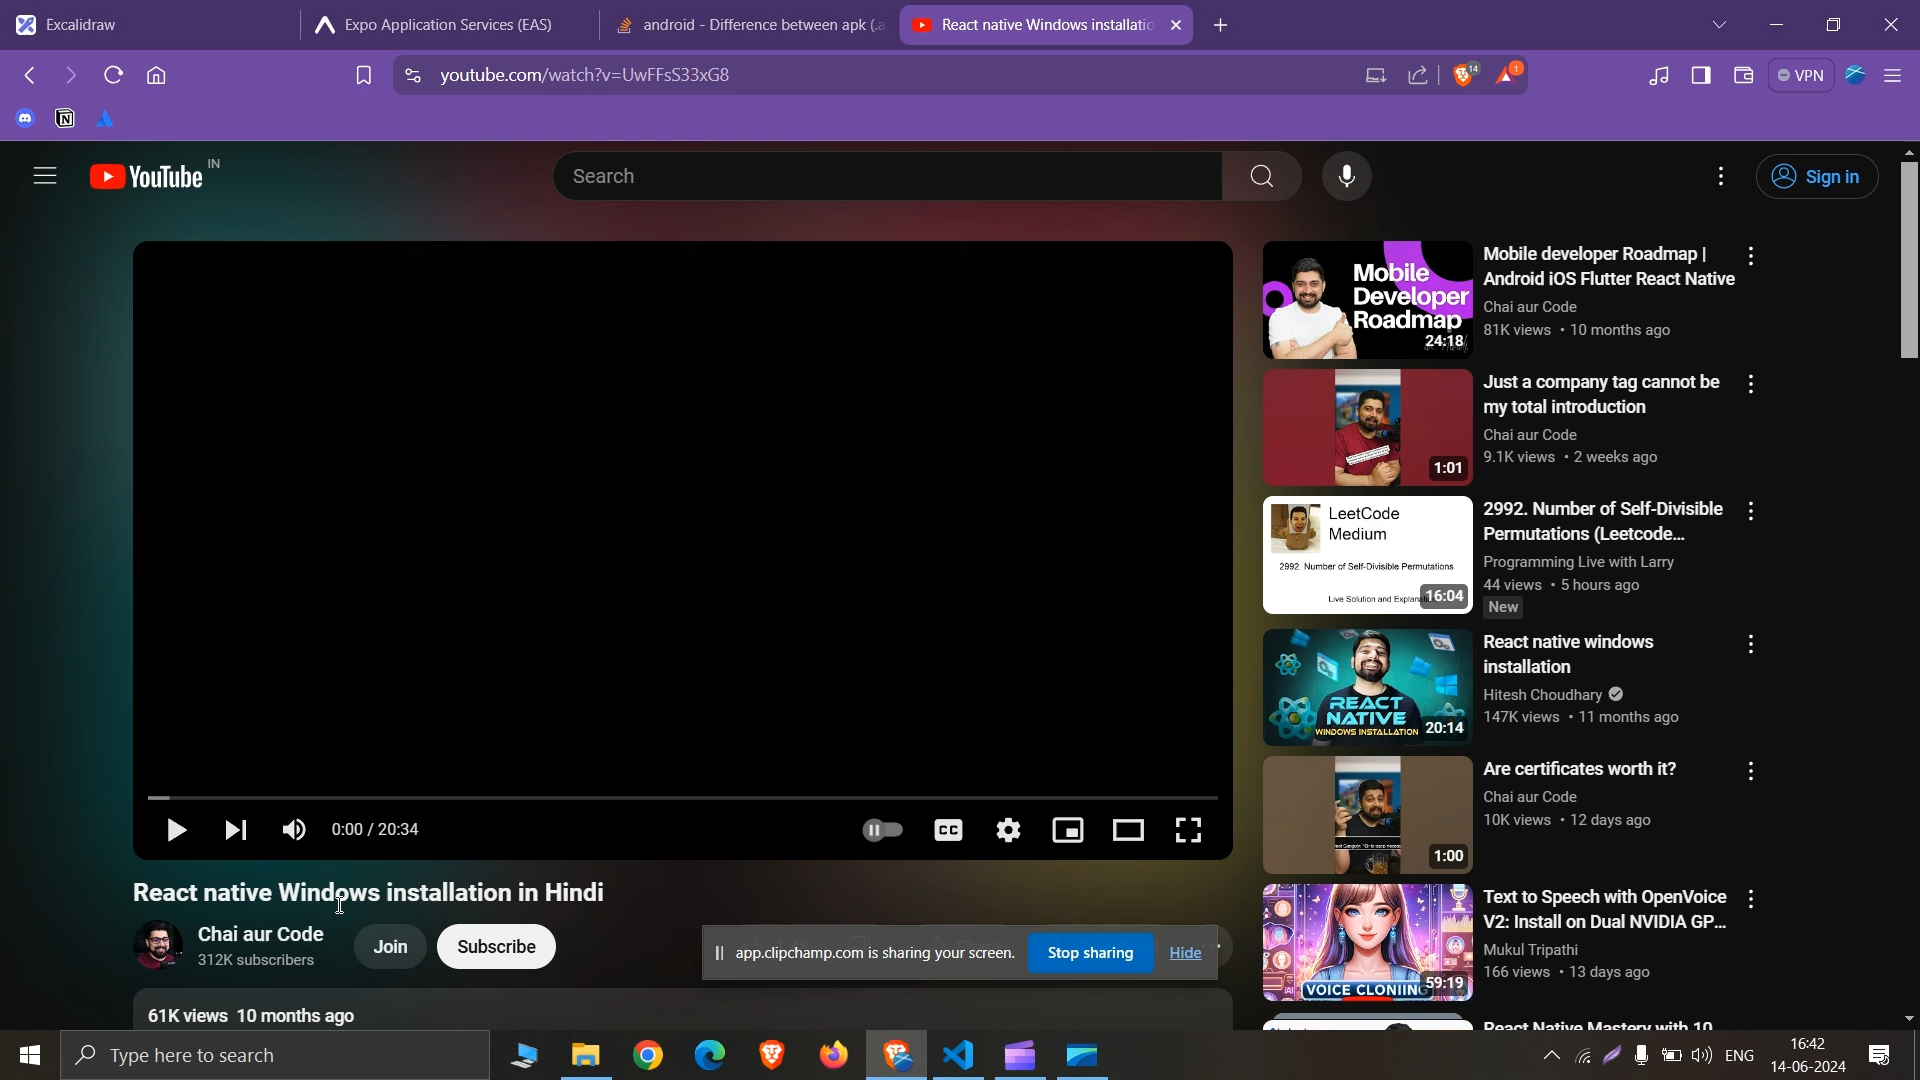 Excalidraw
Expo Application Services (EAS)
android - Difference between apk (.a
React native Windows installatio
youtube.com/watch?v=UwFFsS33xG8
14
1
VPN
YouTube IN
Search
Sign in
0:00 / 20:34
CC
React native Windows installation in Hindi
Chai aur Code
312K subscribers
Join
Subscribe
app.clipchamp.com is sharing your screen.
Stop sharing
Hide
61K views 10 months ago
Mobile
Developer
Roadmap
24:18
Mobile developer Roadmap |
Android iOS Flutter React Native
Chai aur Code
81K views • 10 months ago
1:01
Just a company tag cannot be
my total introduction
Chai aur Code
9.1K views • 2 weeks ago
LeetCode
Medium
2992. Number of Self-Divisible Permutations
Live Solution and Explanati
16:04
2992. Number of Self-Divisible
Permutations (Leetcode...
Programming Live with Larry
44 views • 5 hours ago
New
REACT
NATIVE
WINDOWS INSTALLATION
20:14
React native windows
installation
Hitesh Choudhary
147K views • 11 months ago
1:00
Are certificates worth it?
Chai aur Code
10K views • 12 days ago
VOICE CLONIING
59:19
Text to Speech with OpenVoice
V2: Install on Dual NVIDIA GP...
Mukul Tripathi
166 views • 13 days ago
React Native Mastery with 10
Type here to search
ENG
16:42
14-06-2024